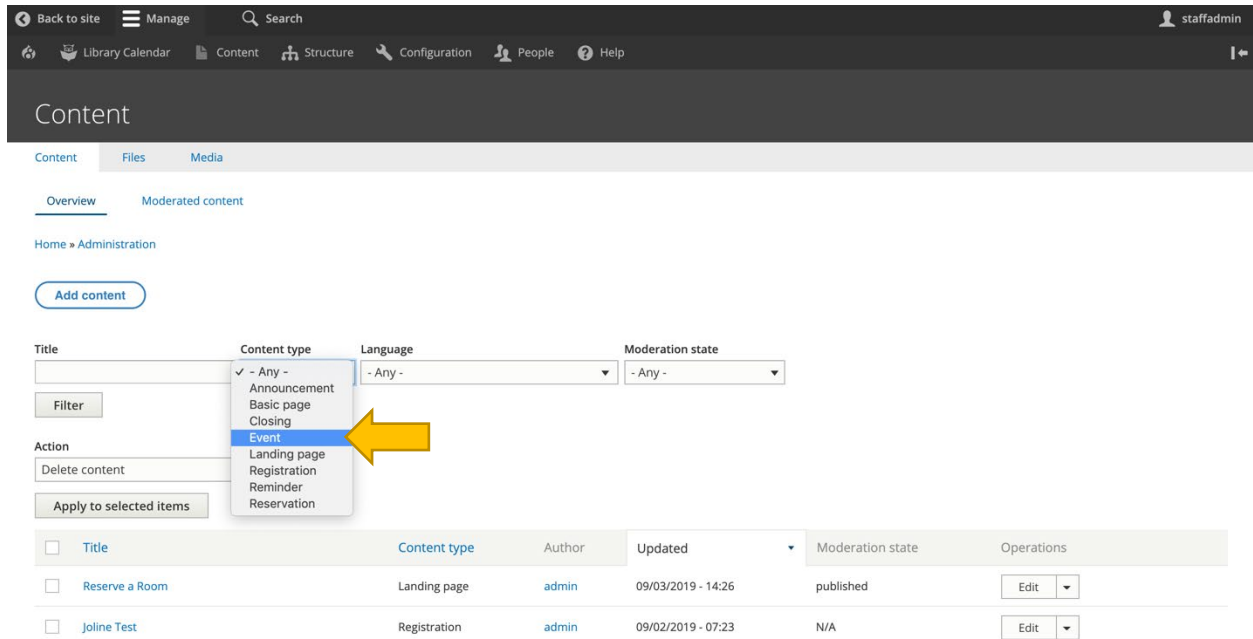 Back to site Manage Search staffadmin
Library Calendar Content Structure Configuration People Help
Content
Content Files Media
Overview Moderated content
Home » Administration
Add content
Title Content type Language Moderation state
✓ - Any - - Any - - Any -
Announcement
Filter Basic page
Closing
Event
Action Landing page
Delete content Registration
Reminder
Apply to selected items Reservation
Title Content type Author Updated Moderation state Operations
Reserve a Room Landing page admin 09/03/2019 - 14:26 published Edit
Joline Test Registration admin 09/02/2019 - 07:23 N/A Edit